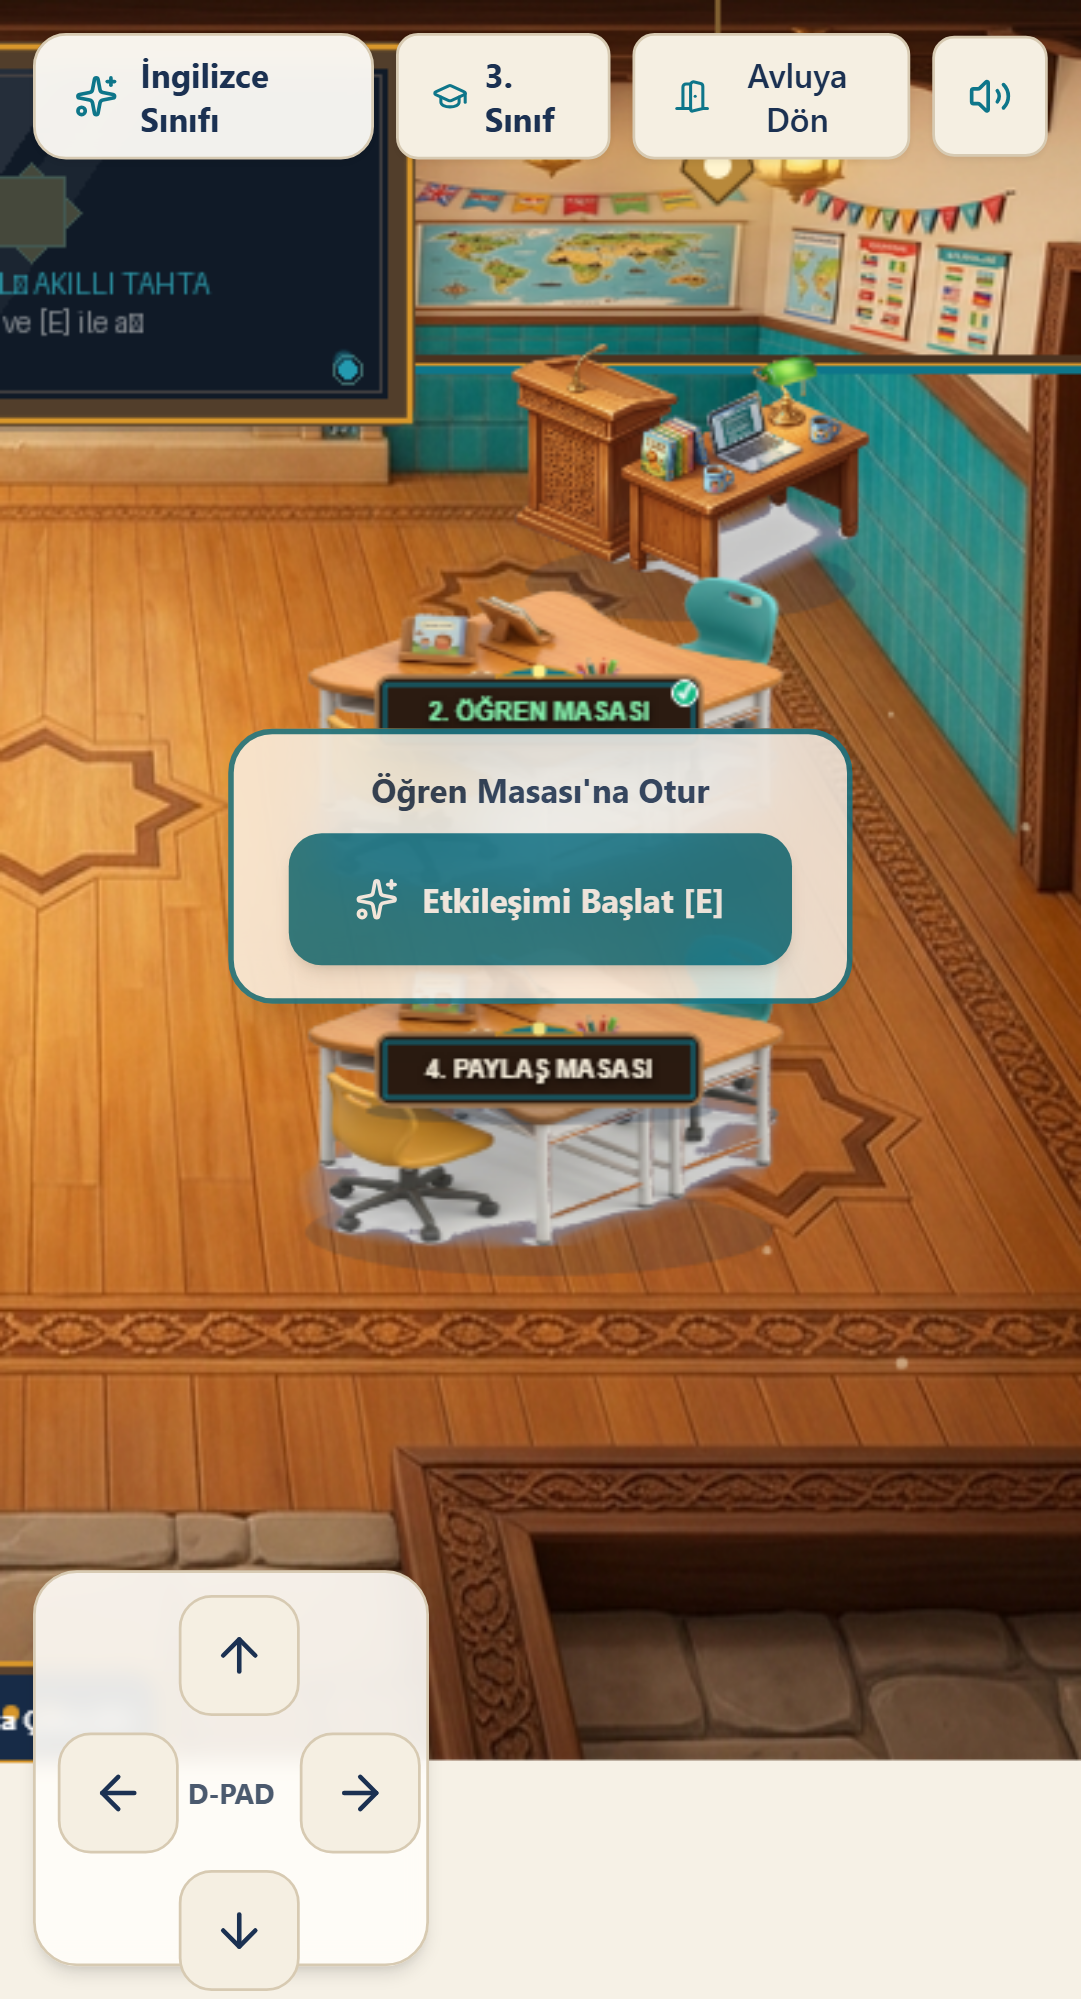 İngilizce
Sınıfı
3.
Sınıf
Avluya
Dön
AKILLI TAHTA
ve [E] ile
2. ÖĞREN MASASI
Öğren Masası'na Otur
Etkileşimi Başlat [E]
4. PAYLAŞ MASASI
D-PAD